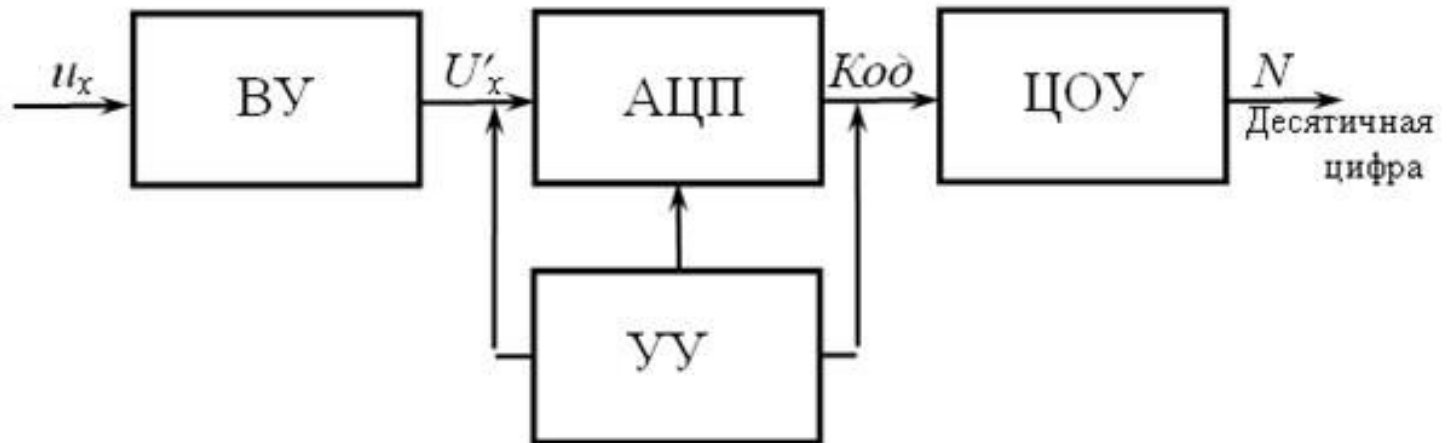 uₓ
ВУ
U′ₓ
АЦП
Код
ЦОУ
N
Десятичная
цифра
УУ